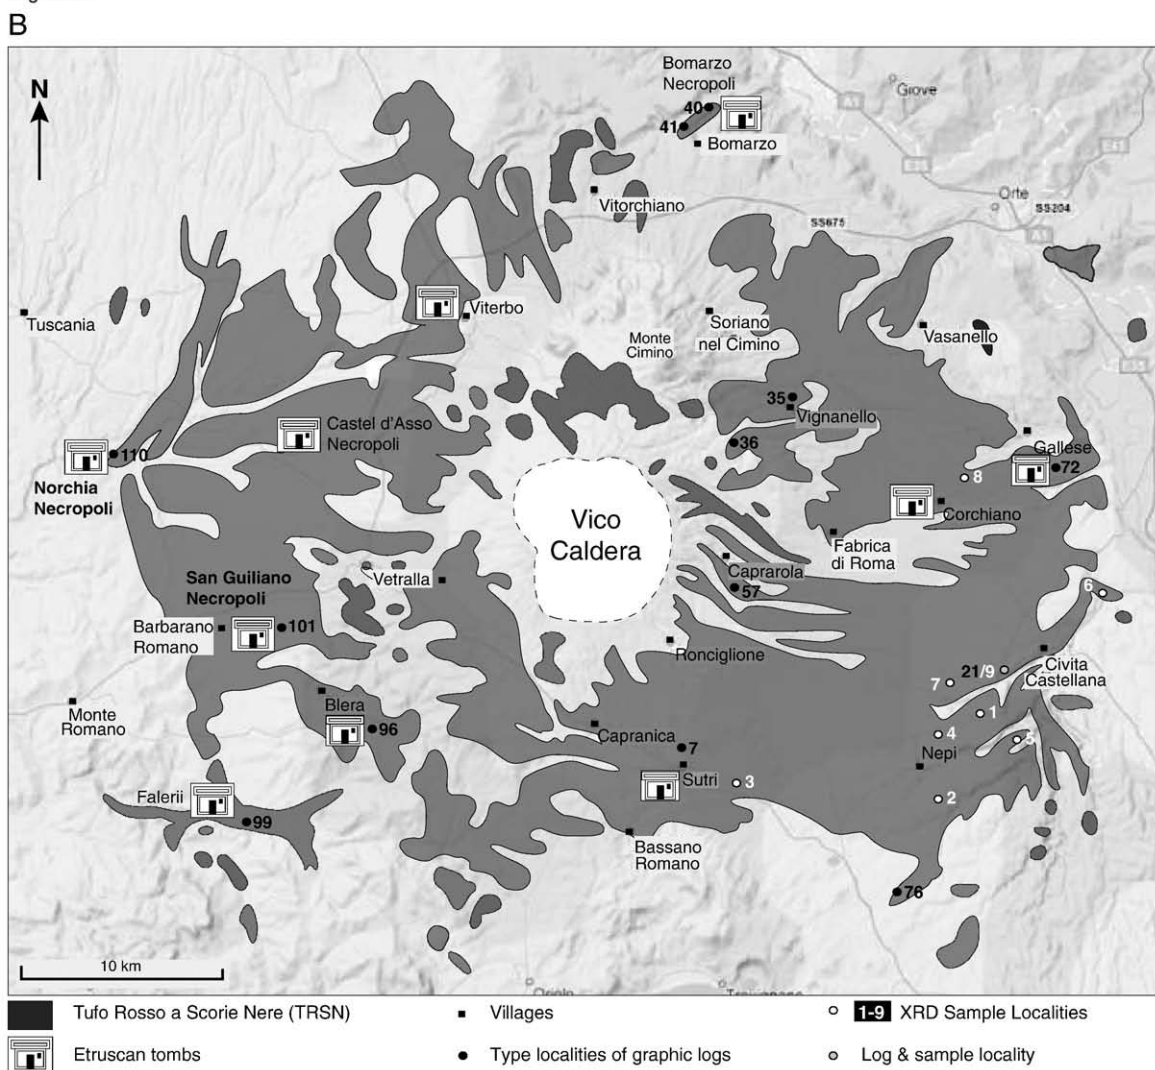 B
N
Bomarzo
Necropoli
40
41
Bomarzo
Giove
A1
Orte
SS204
SS675
A1
Vitorchiano
Viterbo
Tuscania
Soriano
nel Cimino
Monte
Cimino
Vasanello
35
Vignanello
36
Castel d'Asso
Necropoli
110
Norchia
Necropoli
Gallese
72
8
Corchiano
Vico
Caldera
Fabrica
di Roma
Caprarola
57
Vetralla
San Guiliano
Necropoli
Barbarano
Romano
101
Ronciglione
6
21/9
Civita
Castellana
7
1
4
5
Nepi
2
Monte
Romano
Blera
96
Capranica
7
Sutri
3
Falerii
99
Bassano
Romano
76
10 km
Tufo Rosso a Scorie Nere (TRSN)
Villages
1-9 XRD Sample Localities
Etruscan tombs
Type localities of graphic logs
Log & sample locality